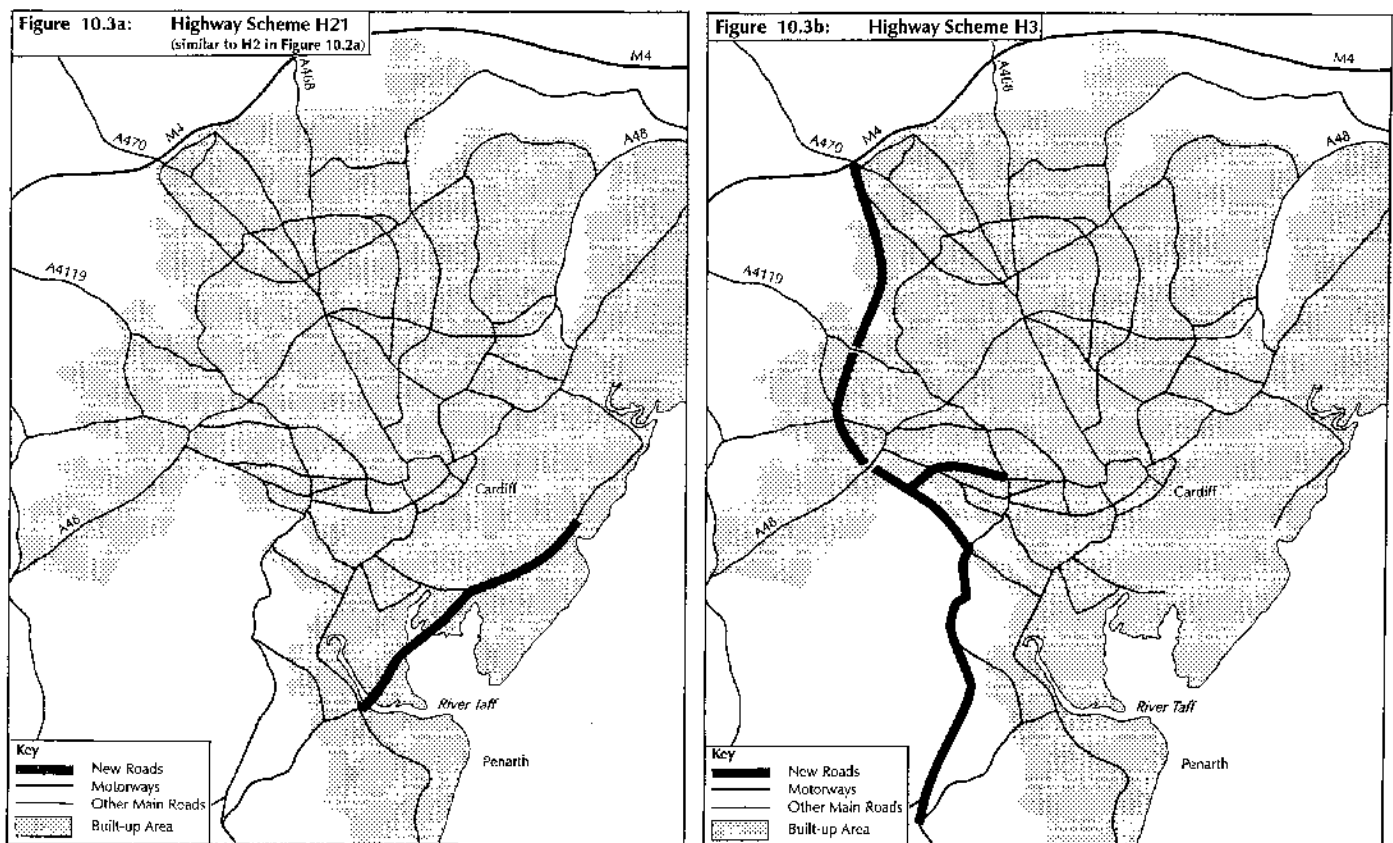 Figure 10.3a: Highway Scheme H21
(similar to H2 in Figure 10.2a)
M4
A468
A470
M4
A48
A4119
Cardiff
A48
River Taff
Penarth
Key
New Roads
Motorways
Other Main Roads
Built-up Area
Figure 10.3b: Highway Scheme H3
M4
A468
A470
M4
A48
A4119
Cardiff
A48
River Taff
Penarth
Key
New Roads
Motorways
Other Main Roads
Built-up Area